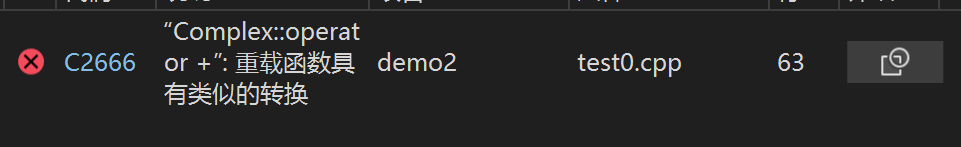 C2666
“Complex::operat
or +”: 重载函数具
有类似的转换
demo2
test0.cpp
63